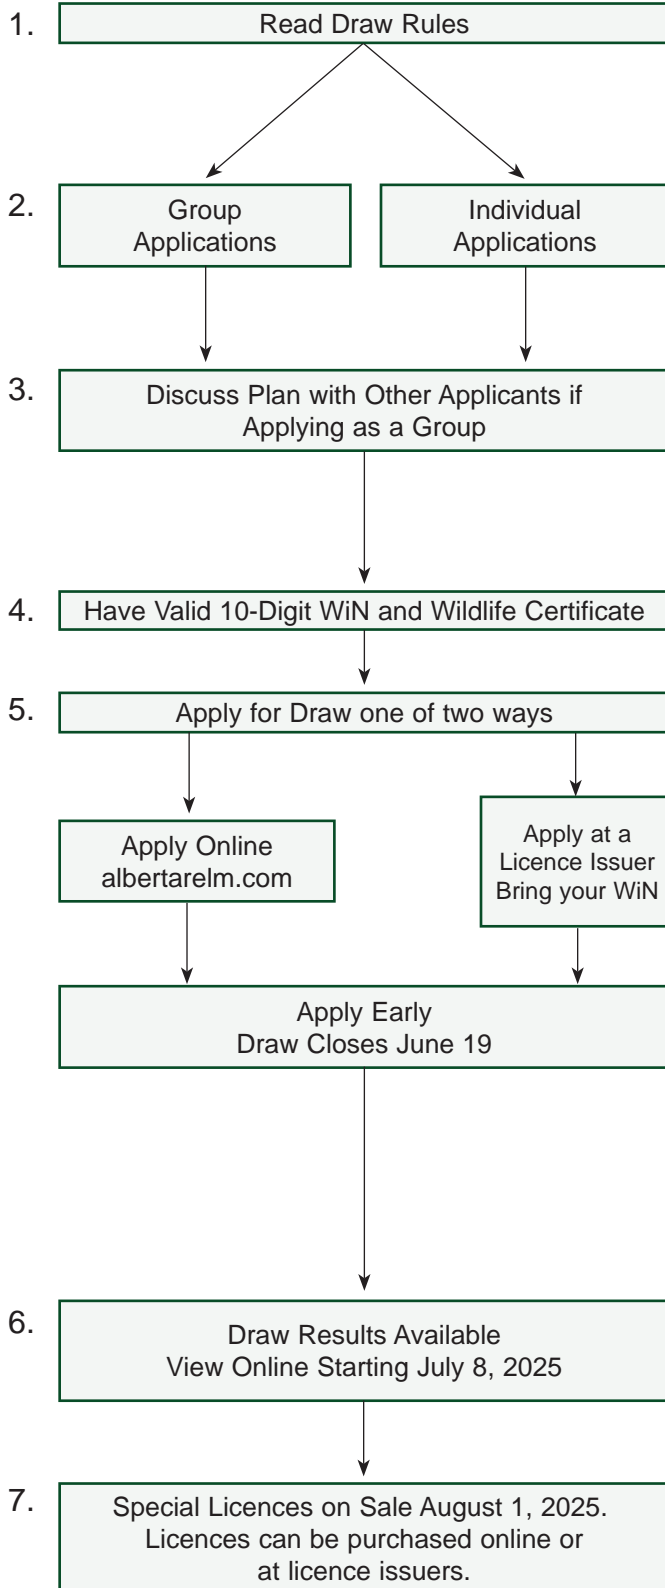 1.
Read Draw Rules
2.
Group
Applications
Individual
Applications
3.
Discuss Plan with Other Applicants if
Applying as a Group
4.
Have Valid 10-Digit WiN and Wildlife Certificate
5.
Apply for Draw one of two ways
Apply Online
albertarelm.com
Apply at a
Licence Issuer
Bring your WiN
Apply Early
Draw Closes June 19
6.
Draw Results Available
View Online Starting July 8, 2025
7.
Special Licences on Sale August 1, 2025.
Licences can be purchased online or
at licence issuers.